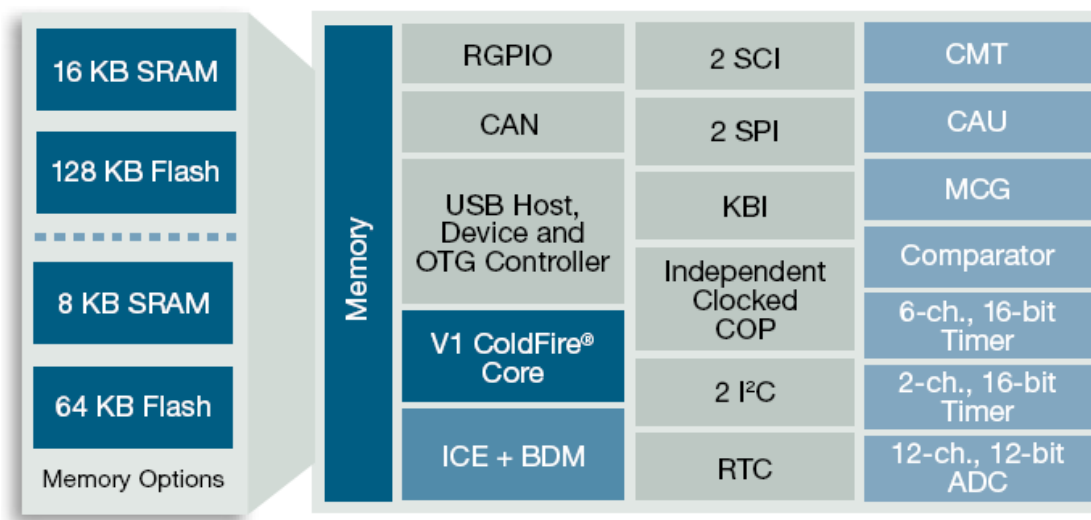 16 KB SRAM
128 KB Flash
8 KB SRAM
64 KB Flash
Memory Options
Memory
RGPIO
CAN
USB Host,
Device and
OTG Controller
V1 ColdFire®
Core
ICE + BDM
2 SCI
2 SPI
KBI
Independent
Clocked
COP
2 I²C
RTC
CMT
CAU
MCG
Comparator
6-ch., 16-bit
Timer
2-ch., 16-bit
Timer
12-ch., 12-bit
ADC